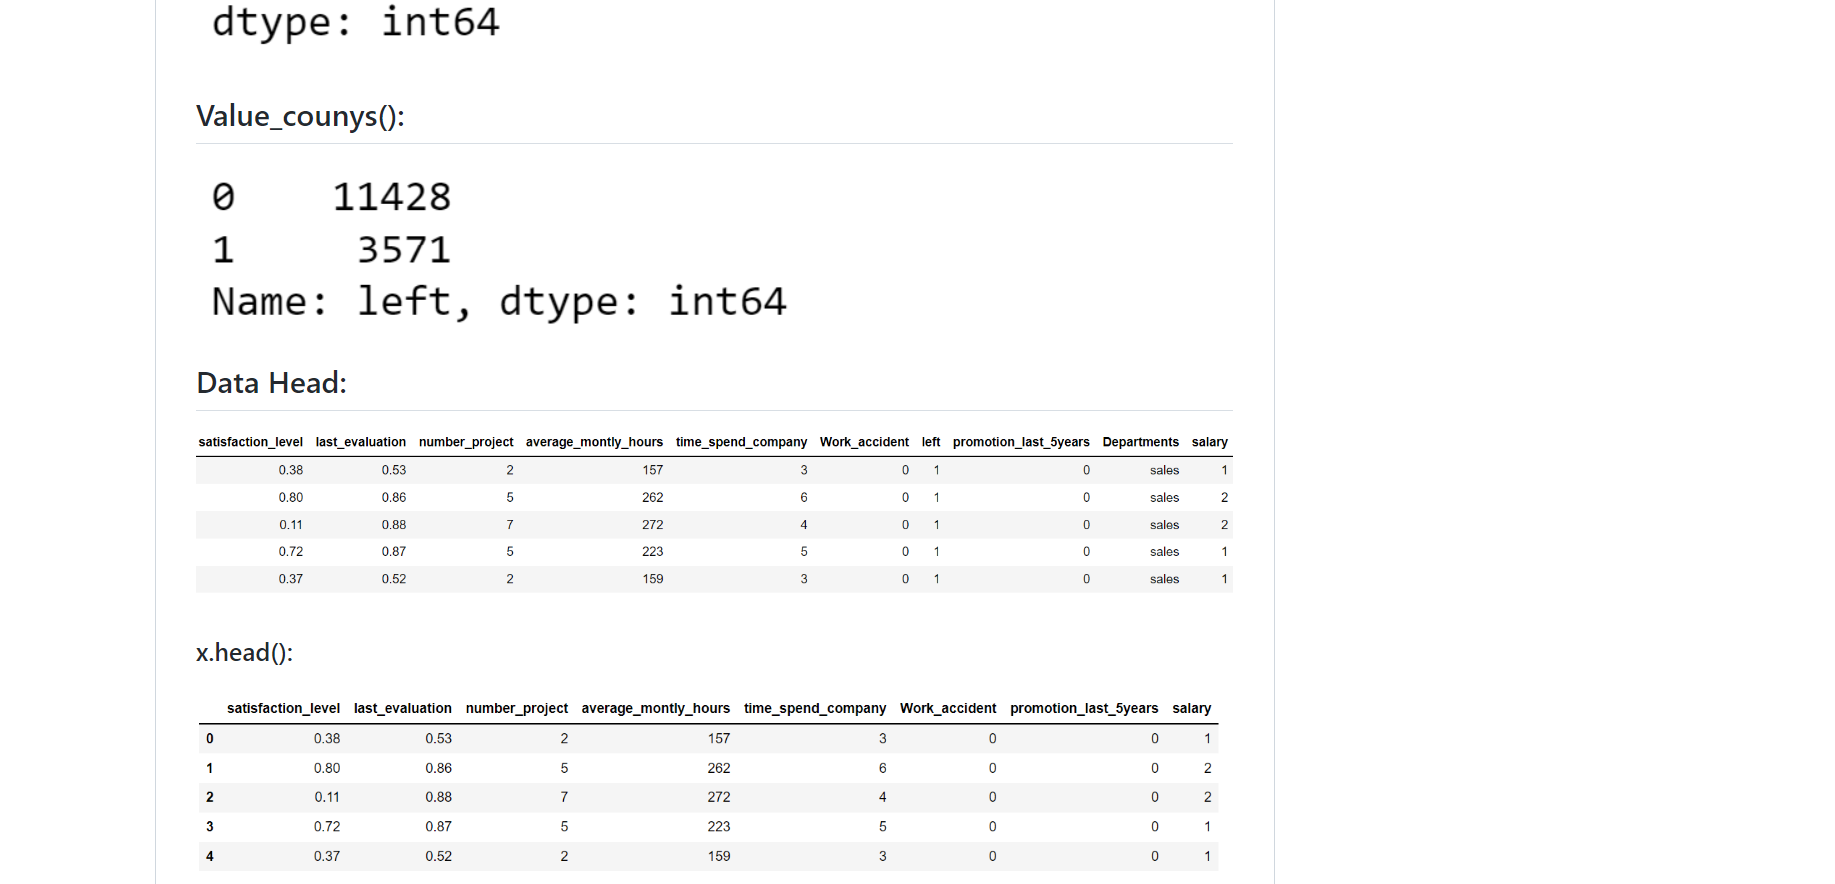 dtype: int64
Value_counys():
0 11428
1 3571
Name: left, dtype: int64
Data Head:
satisfaction_level last_evaluation number_project average_montly_hours time_spend_company Work_accident left promotion_last_5years Departments salary
0.38 0.53 2 157 3 0 1 0 sales 1
0.80 0.86 5 262 6 0 1 0 sales 2
0.11 0.88 7 272 4 0 1 0 sales 2
0.72 0.87 5 223 5 0 1 0 sales 1
0.37 0.52 2 159 3 0 1 0 sales 1
x.head():
satisfaction_level last_evaluation number_project average_montly_hours time_spend_company Work_accident promotion_last_5years salary
0 0.38 0.53 2 157 3 0 0 1
1 0.80 0.86 5 262 6 0 0 2
2 0.11 0.88 7 272 4 0 0 2
3 0.72 0.87 5 223 5 0 0 1
4 0.37 0.52 2 159 3 0 0 1